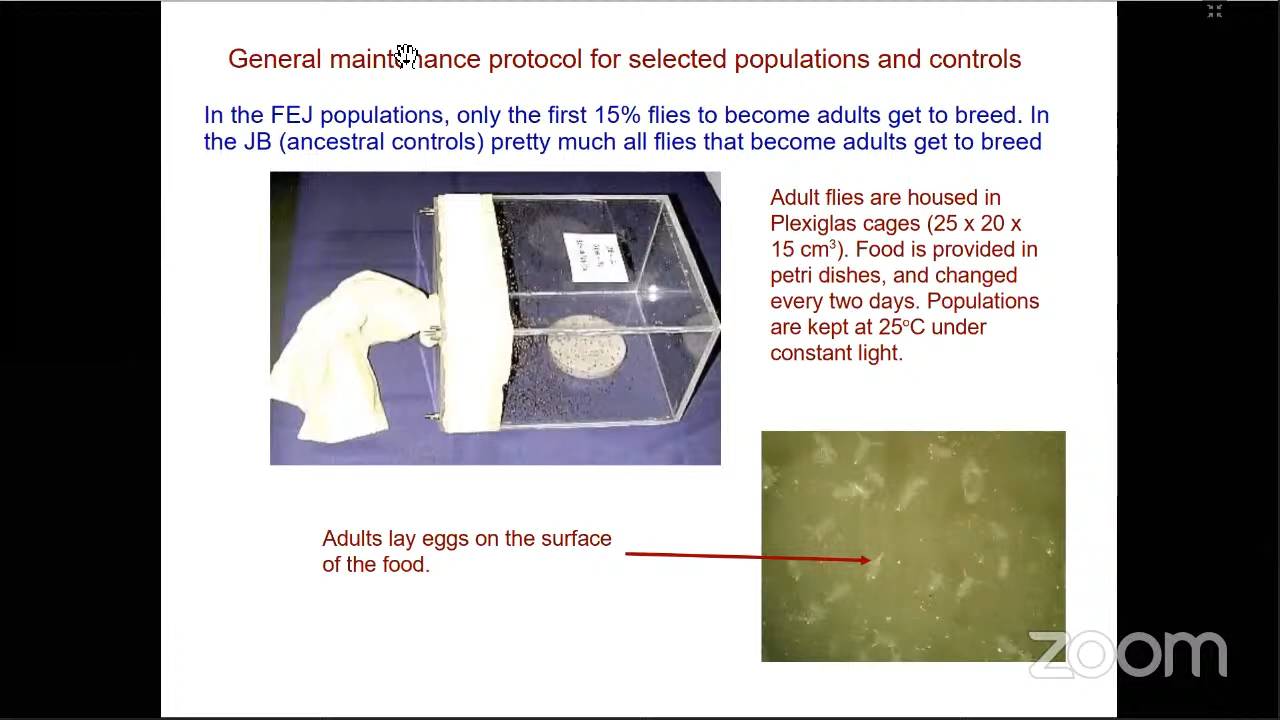 General maintenance protocol for selected populations and controls
In the FEJ populations, only the first 15% flies to become adults get to breed. In
the JB (ancestral controls) pretty much all flies that become adults get to breed
Adult flies are housed in
Plexiglas cages (25 x 20 x
15 cm³). Food is provided in
petri dishes, and changed
every two days. Populations
are kept at 25°C under
constant light.
Adults lay eggs on the surface
of the food.
zoom